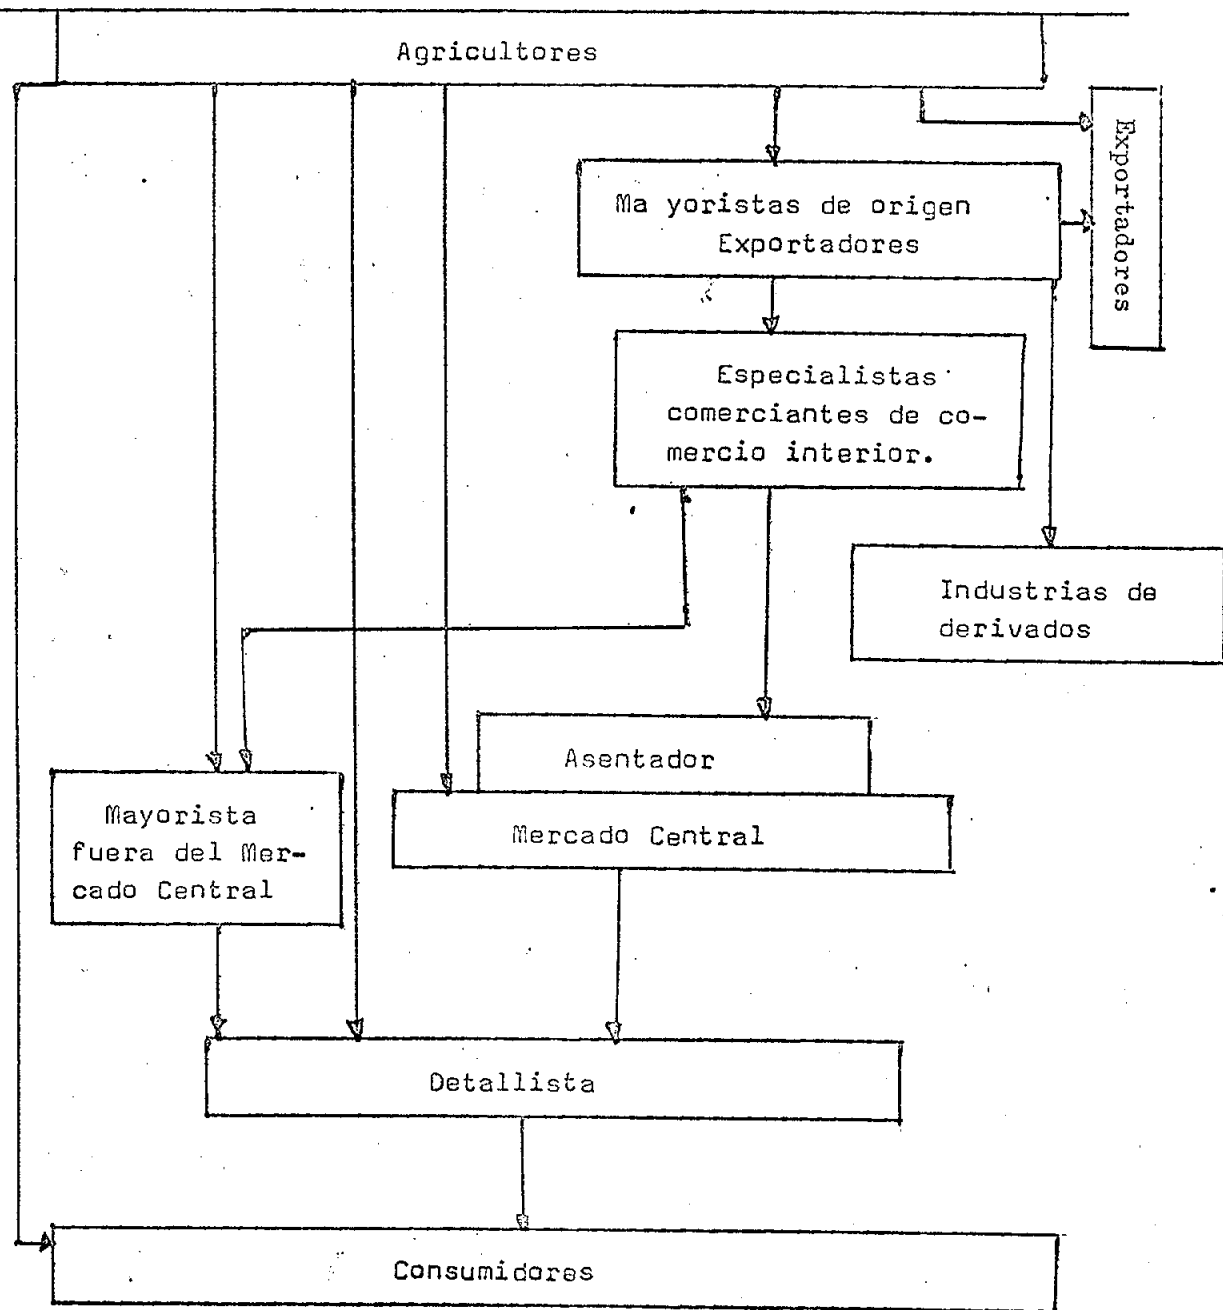 Agricultores
Exportadores
Ma yoristas de origen
Exportadores
Especialistas
comerciantes de co-
mercio interior.
Industrias de
derivados
Asentador
Mercado Central
Mayorista
fuera del Mer-
cado Central
Detallista
Consumidores